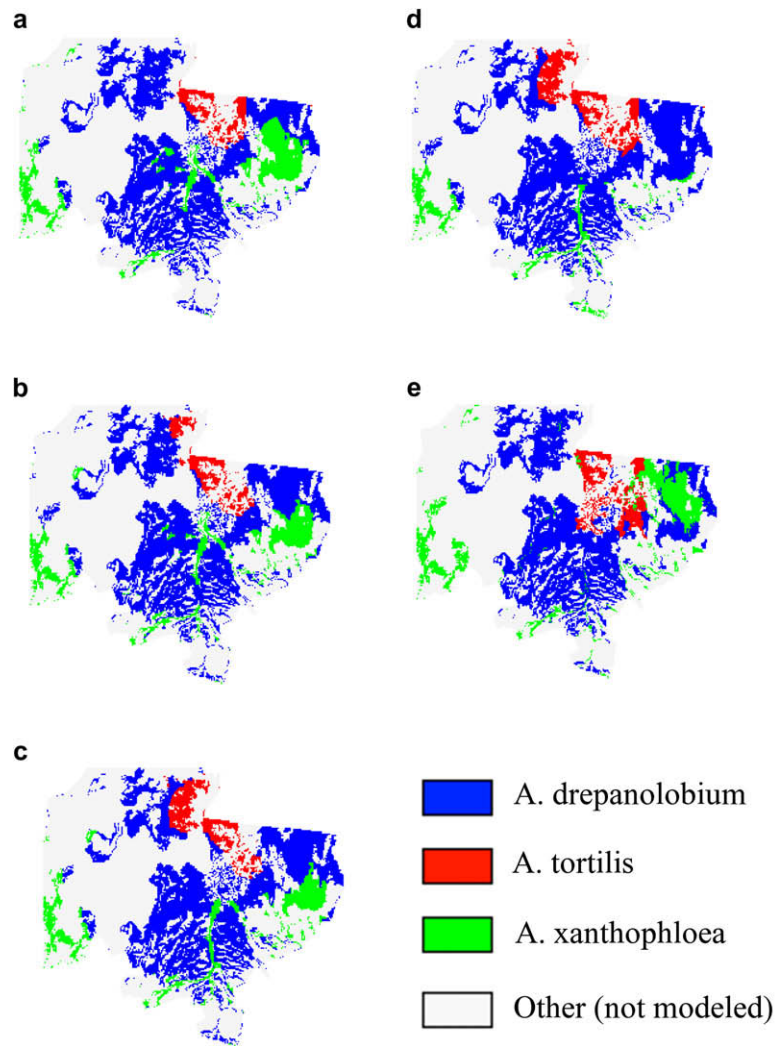 a
d
b
e
c
A. drepanolobium
A. tortilis
A. xanthophloea
Other (not modeled)